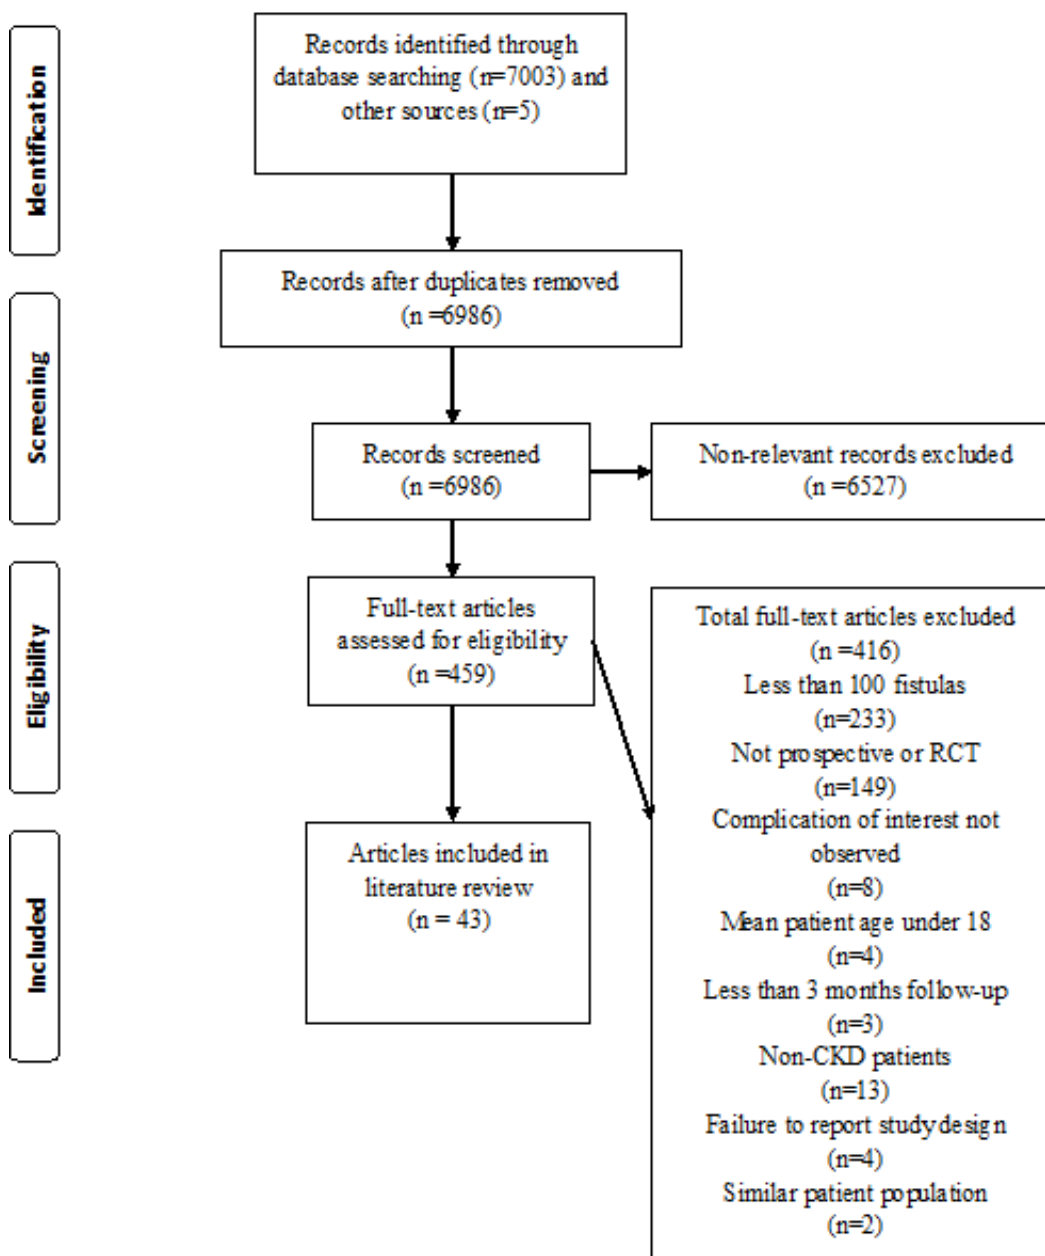 Identification
Records identified through
database searching (n=7003) and
other sources (n=5)
Records after duplicates removed
(n =6986)
Screening
Records screened
(n =6986)
Non-relevant records excluded
(n =6527)
Eligibility
Full-text articles
assessed for eligibility
(n =459)
Total full-text articles excluded
(n =416)
Less than 100 fistulas
(n=233)
Not prospective or RCT
(n=149)
Complication of interest not
observed
(n=8)
Mean patient age under 18
(n=4)
Less than 3 months follow-up
(n=3)
Non-CKD patients
(n=13)
Failure to report study design
(n=4)
Similar patient population
(n=2)
Included
Articles included in
literature review
(n = 43)